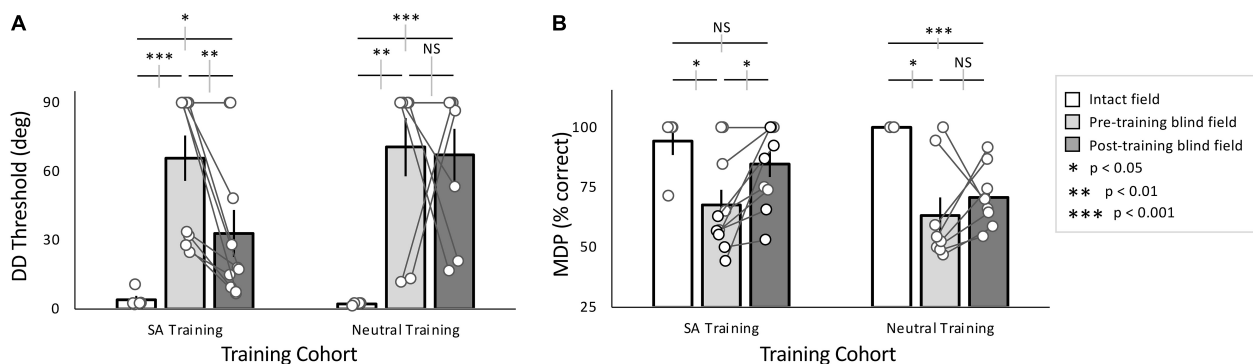 A
*
***
***
**
**
NS
DD Threshold (deg)
90
60
30
0
SA Training
Neutral Training
Training Cohort
B
NS
***
*
*
*
NS
MDP (% correct)
100
75
50
25
SA Training
Neutral Training
Training Cohort
Intact field
Pre-training blind field
Post-training blind field
* p < 0.05
** p < 0.01
*** p < 0.001